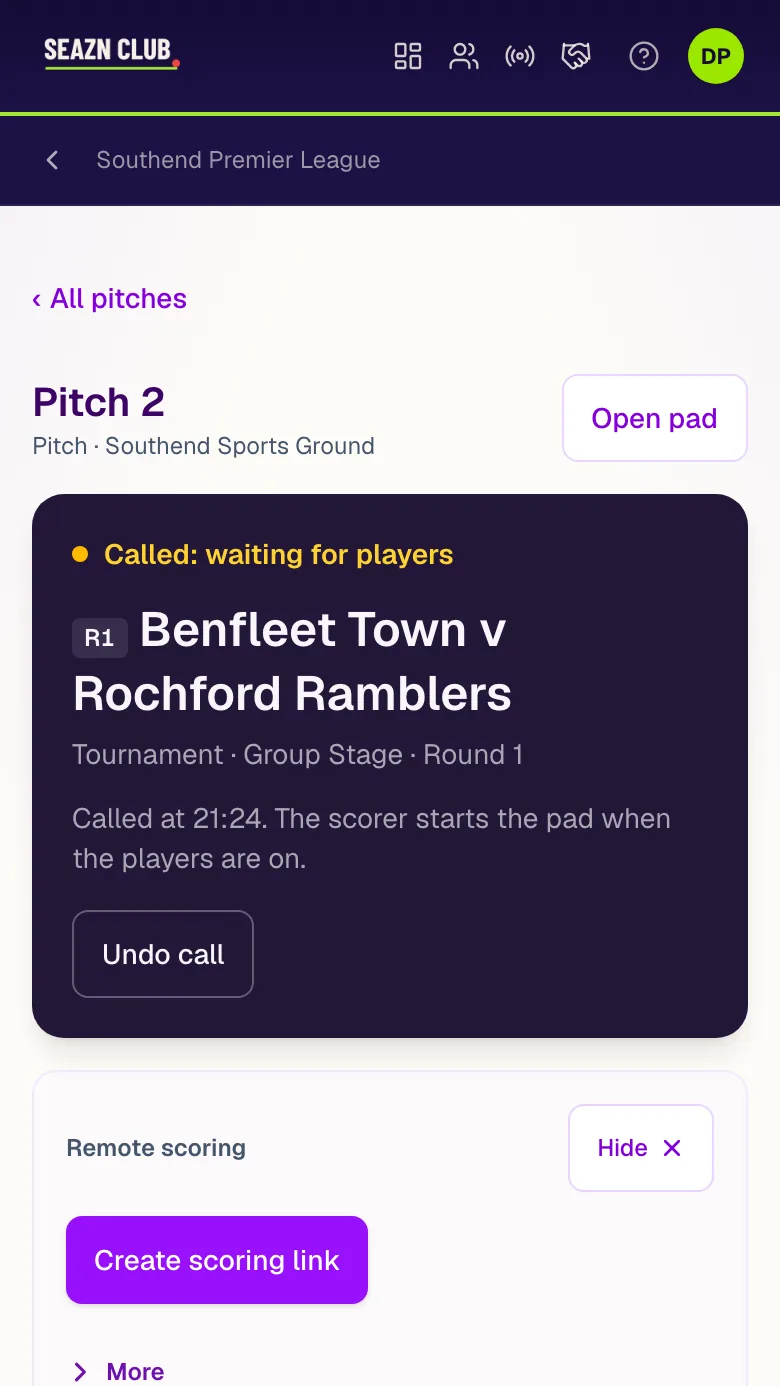 SEAZN CLUB
DP
Southend Premier League
‹ All pitches
Pitch 2
Pitch · Southend Sports Ground
Open pad
Called: waiting for players
R1 Benfleet Town v
Rochford Ramblers
Tournament · Group Stage · Round 1
Called at 21:24. The scorer starts the pad when
the players are on.
Undo call
Remote scoring
Hide
Create scoring link
More